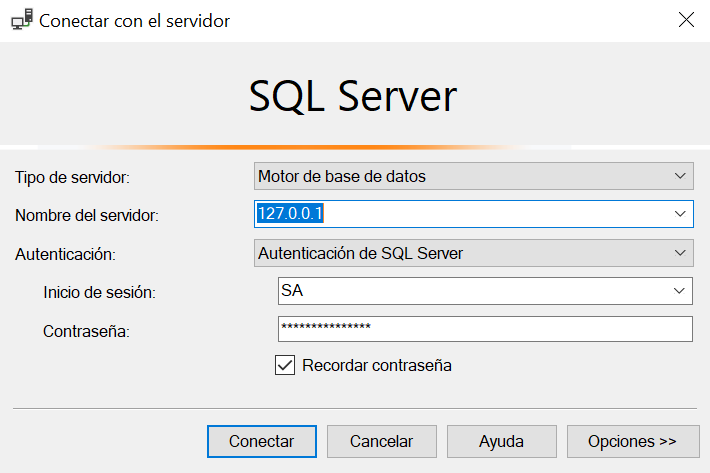 Conectar con el servidor
SQL Server
Tipo de servidor: Motor de base de datos
Nombre del servidor: 127.0.0.1
Autenticación: Autenticación de SQL Server
Inicio de sesión: SA
Contraseña: ***************
Recordar contraseña
Conectar Cancelar Ayuda Opciones >>